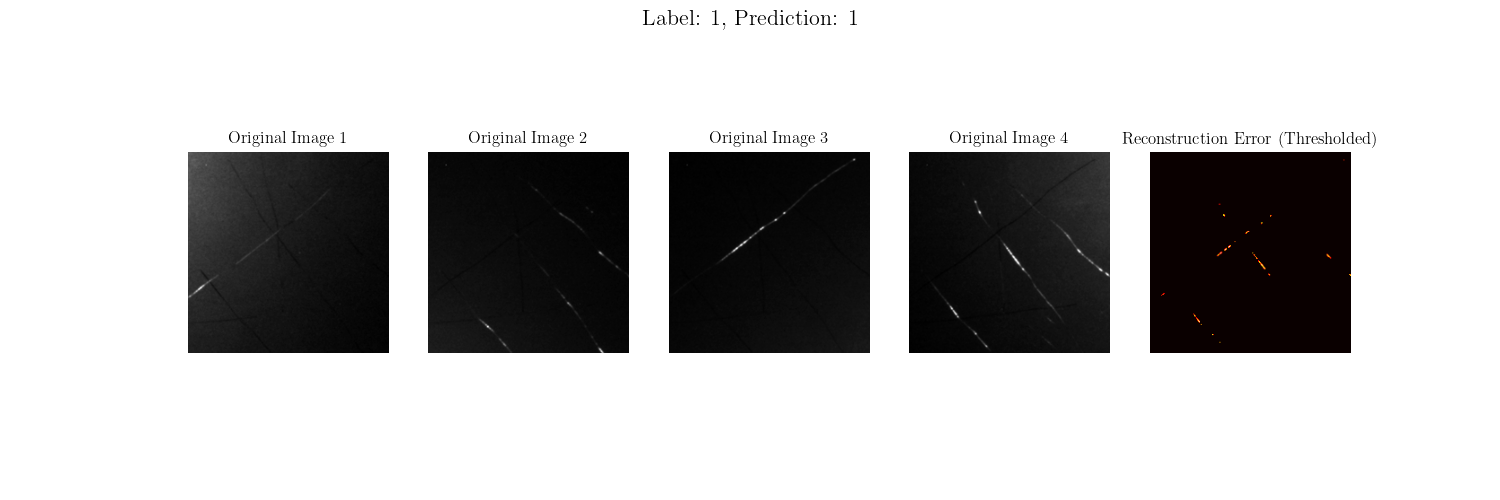 Label: 1, Prediction: 1
Original Image 1
Original Image 2
Original Image 3
Original Image 4
Reconstruction Error (Thresholded)